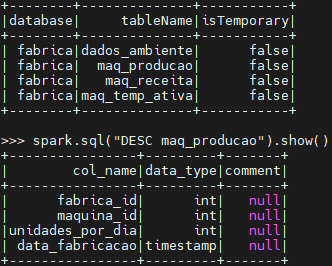 +--------+--------------+-----------+
|database|     tableName|isTemporary|
+--------+--------------+-----------+
| fabrica|dados_ambiente|      false|
| fabrica|  maq_producao|      false|
| fabrica|   maq_receita|      false|
| fabrica|maq_temp_ativa|      false|
+--------+--------------+-----------+
>>> spark.sql("DESC maq_producao").show()
+----------------+---------+-------+
|        col_name|data_type|comment|
+----------------+---------+-------+
|      fabrica_id|      int|   null|
|      maquina_id|      int|   null|
|unidades_por_dia|      int|   null|
| data_fabricacao|timestamp|   null|
+----------------+---------+-------+